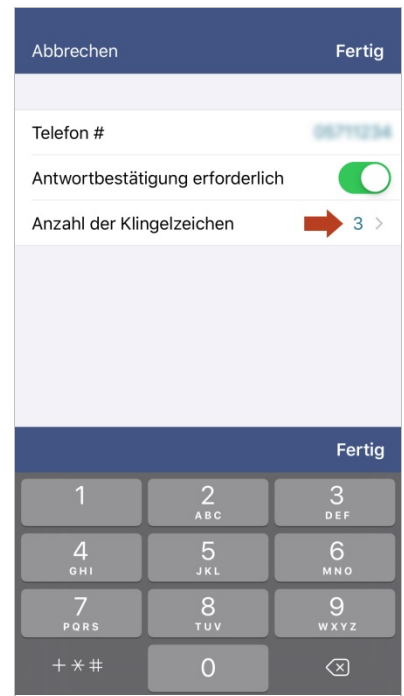 Abbrechen Fertig
Telefon #
Antwortbestätigung erforderlich
Anzahl der Klingelzeichen 3 >
Fertig
1 2 ABC 3 DEF
4 GHI 5 JKL 6 MNO
7 PQRS 8 TUV 9 WXYZ
+*# 0